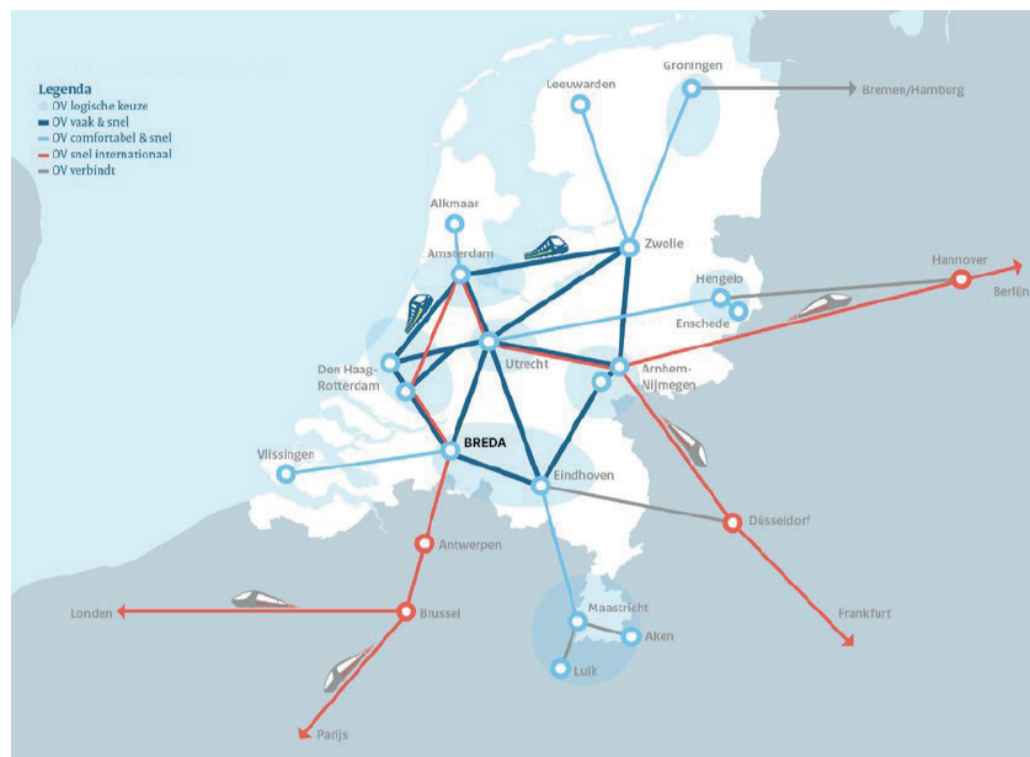 Legenda
OV logische keuze
OV vaak & snel
OV comfortabel & snel
OV snel internationaal
OV verbindt
Groningen
Leeuwarden
Bremen/Hamburg
Alkmaar
Zwolle
Amsterdam
Hannover
Hengelo
Berlijn
Enschede
Utrecht
Den Haag-
Rotterdam
Arnhem-
Nijmegen
BREDA
Vlissingen
Eindhoven
Düsseldorf
Antwerpen
Maastricht
Londen
Brussel
Frankfurt
Aken
Luik
Parijs